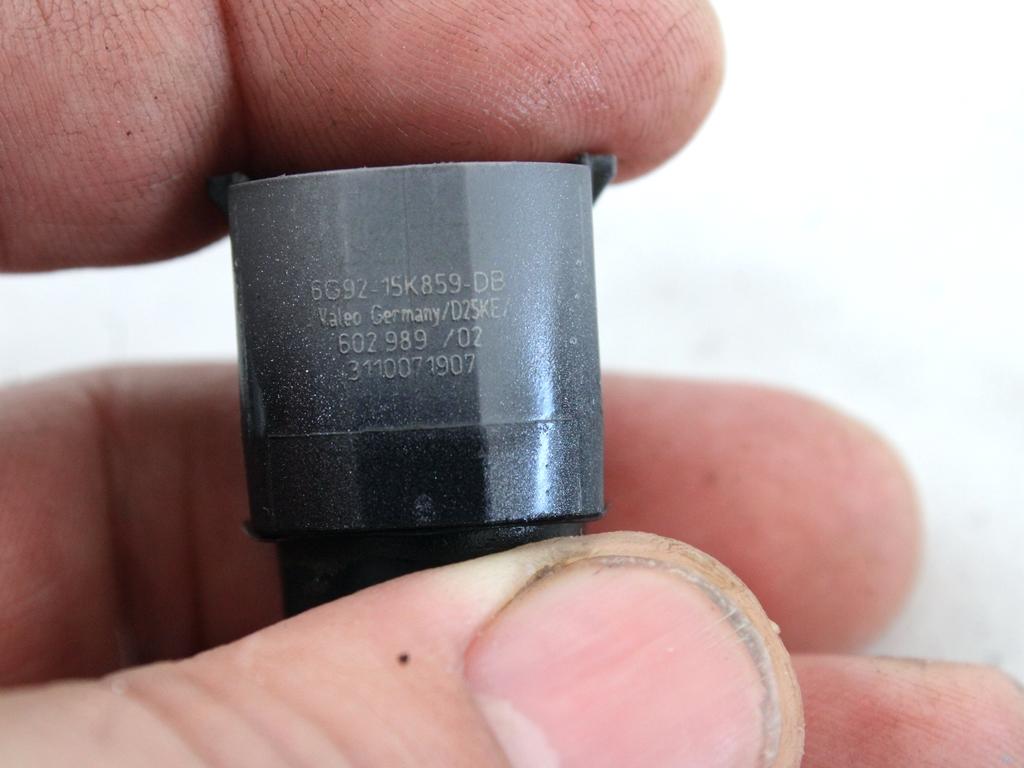 6G92-15K859-DB
Valeo Germany/D25KE/
602 989 /02
3110071907